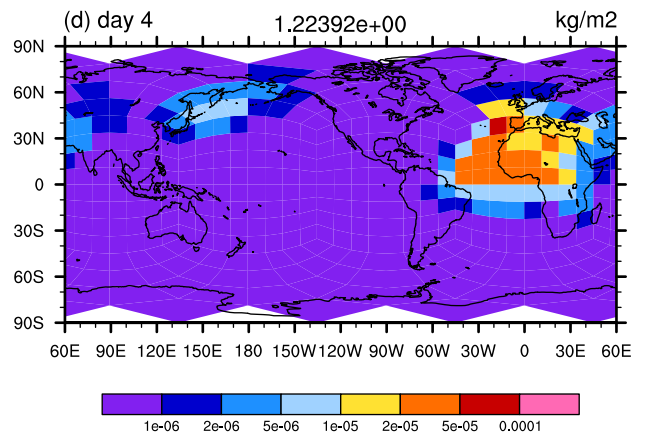 (d) day 4 1.22392e+00 kg/m2
90N
60N
30N
0
30S
60S
90S
60E 90E 120E 150E 180 150W 120W 90W 60W 30W 0 30E 60E
1e-06 2e-06 5e-06 1e-05 2e-05 5e-05 0.0001